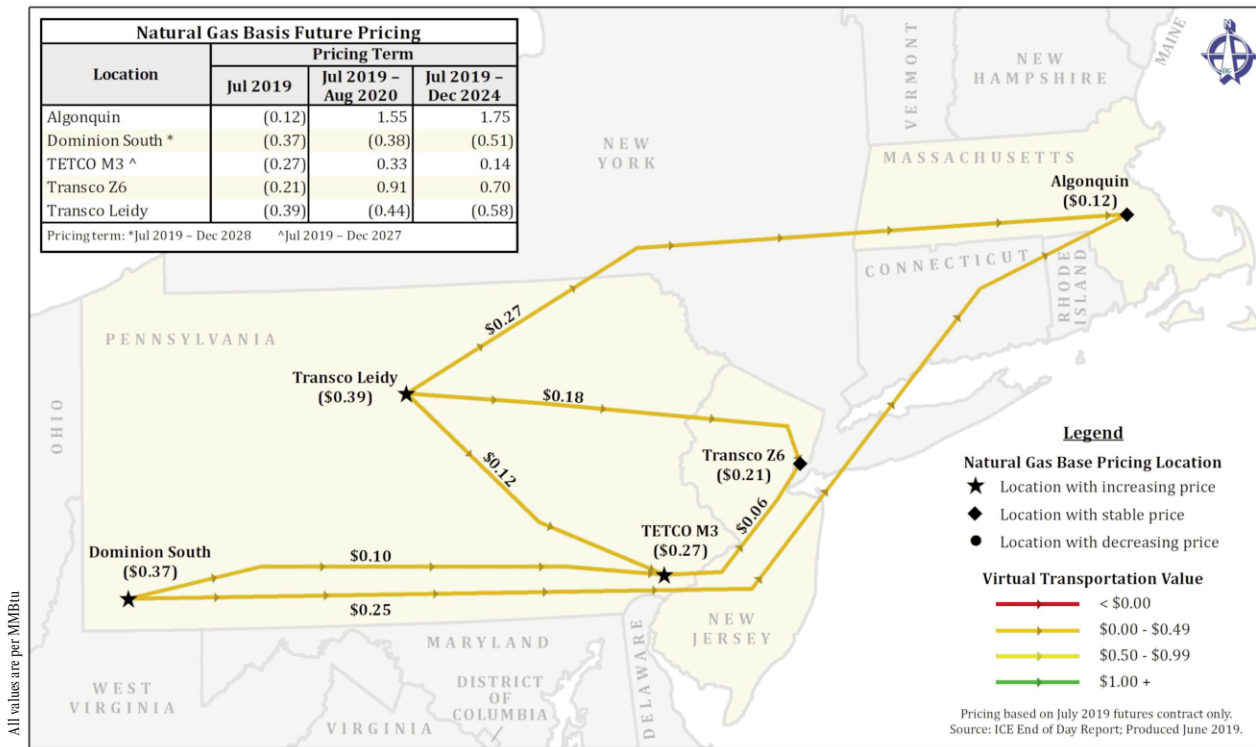 Natural Gas Basis Future Pricing
Location
Pricing Term
Jul 2019
Jul 2019 –
Aug 2020
Jul 2019 –
Dec 2024
Algonquin (0.12) 1.55 1.75
Dominion South * (0.37) (0.38) (0.51)
TETCO M3 ^ (0.27) 0.33 0.14
Transco Z6 (0.21) 0.91 0.70
Transco Leidy (0.39) (0.44) (0.58)
Pricing term: *Jul 2019 – Dec 2028 ^Jul 2019 – Dec 2027
MAINE
VERMONT
NEW
HAMPSHIRE
NEW
YORK
MASSACHUSETTS
Algonquin
($0.12)
CONNECTICUT
RHODE
ISLAND
PENNSYLVANIA
$0.27
Transco Leidy
($0.39)
$0.18
OHIO
$0.12
Transco Z6
($0.21)
$0.06
TETCO M3
($0.27)
Dominion South
($0.37)
$0.10
$0.25
NEW
JERSEY
MARYLAND
DELAWARE
WEST
VIRGINIA
DISTRICT
OF
COLUMBIA
VIRGINIA
Legend
Natural Gas Base Pricing Location
Location with increasing price
Location with stable price
Location with decreasing price
Virtual Transportation Value
< $0.00
$0.00 - $0.49
$0.50 - $0.99
$1.00 +
Pricing based on July 2019 futures contract only.
Source: ICE End of Day Report; Produced June 2019.
All values are per MMBtu